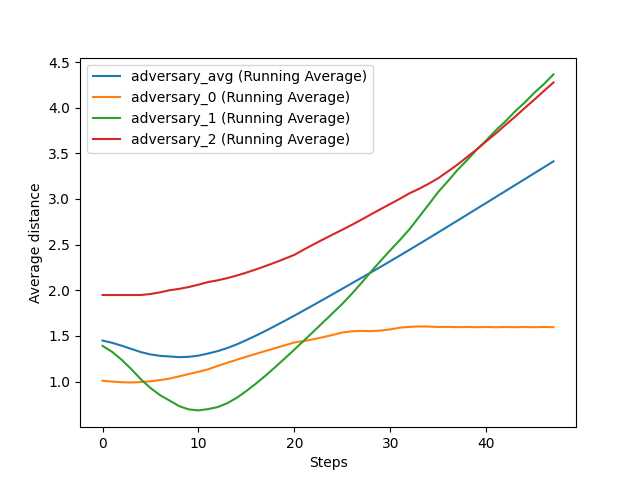 adversary_avg (Running Average)
adversary_0 (Running Average)
adversary_1 (Running Average)
adversary_2 (Running Average)
Average distance
4.5
4.0
3.5
3.0
2.5
2.0
1.5
1.0
0 10 20 30 40
Steps